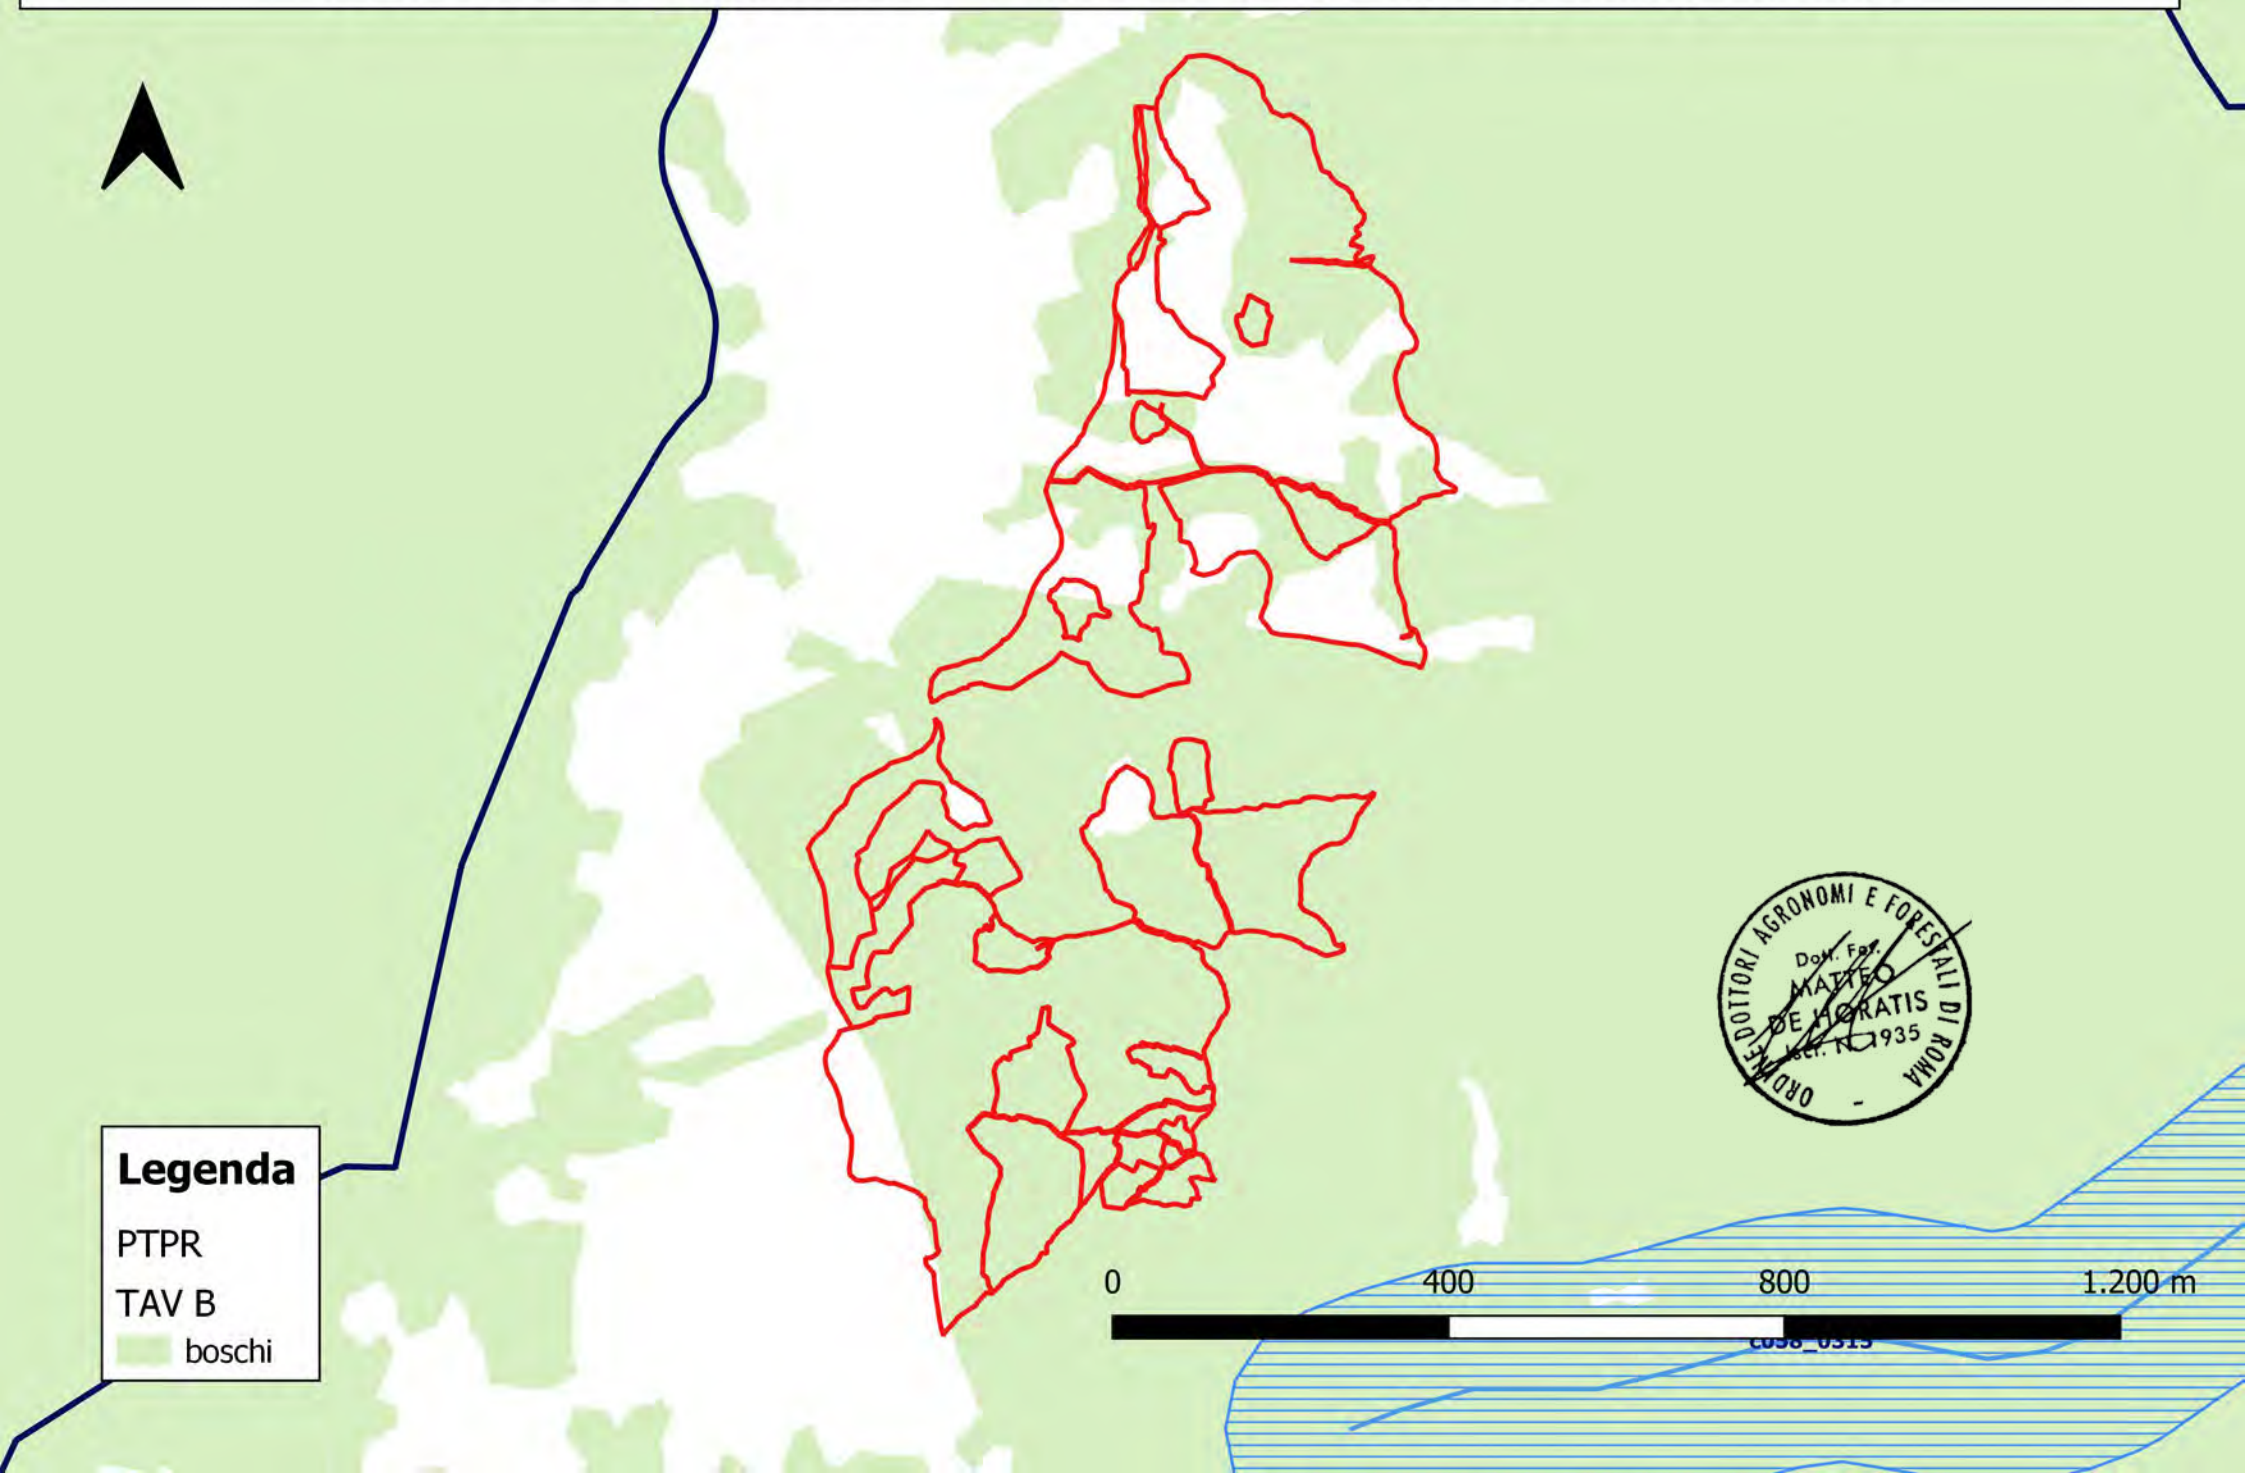 Legenda
PTPR
TAV B
boschi
0 400 800 1.200 m
c058_0315
ORDINE DOTTORI AGRONOMI E FORESTALI DI ROMA -
Dott. For.
MATTEO
DE HORATIS
Iscr. N. 1935